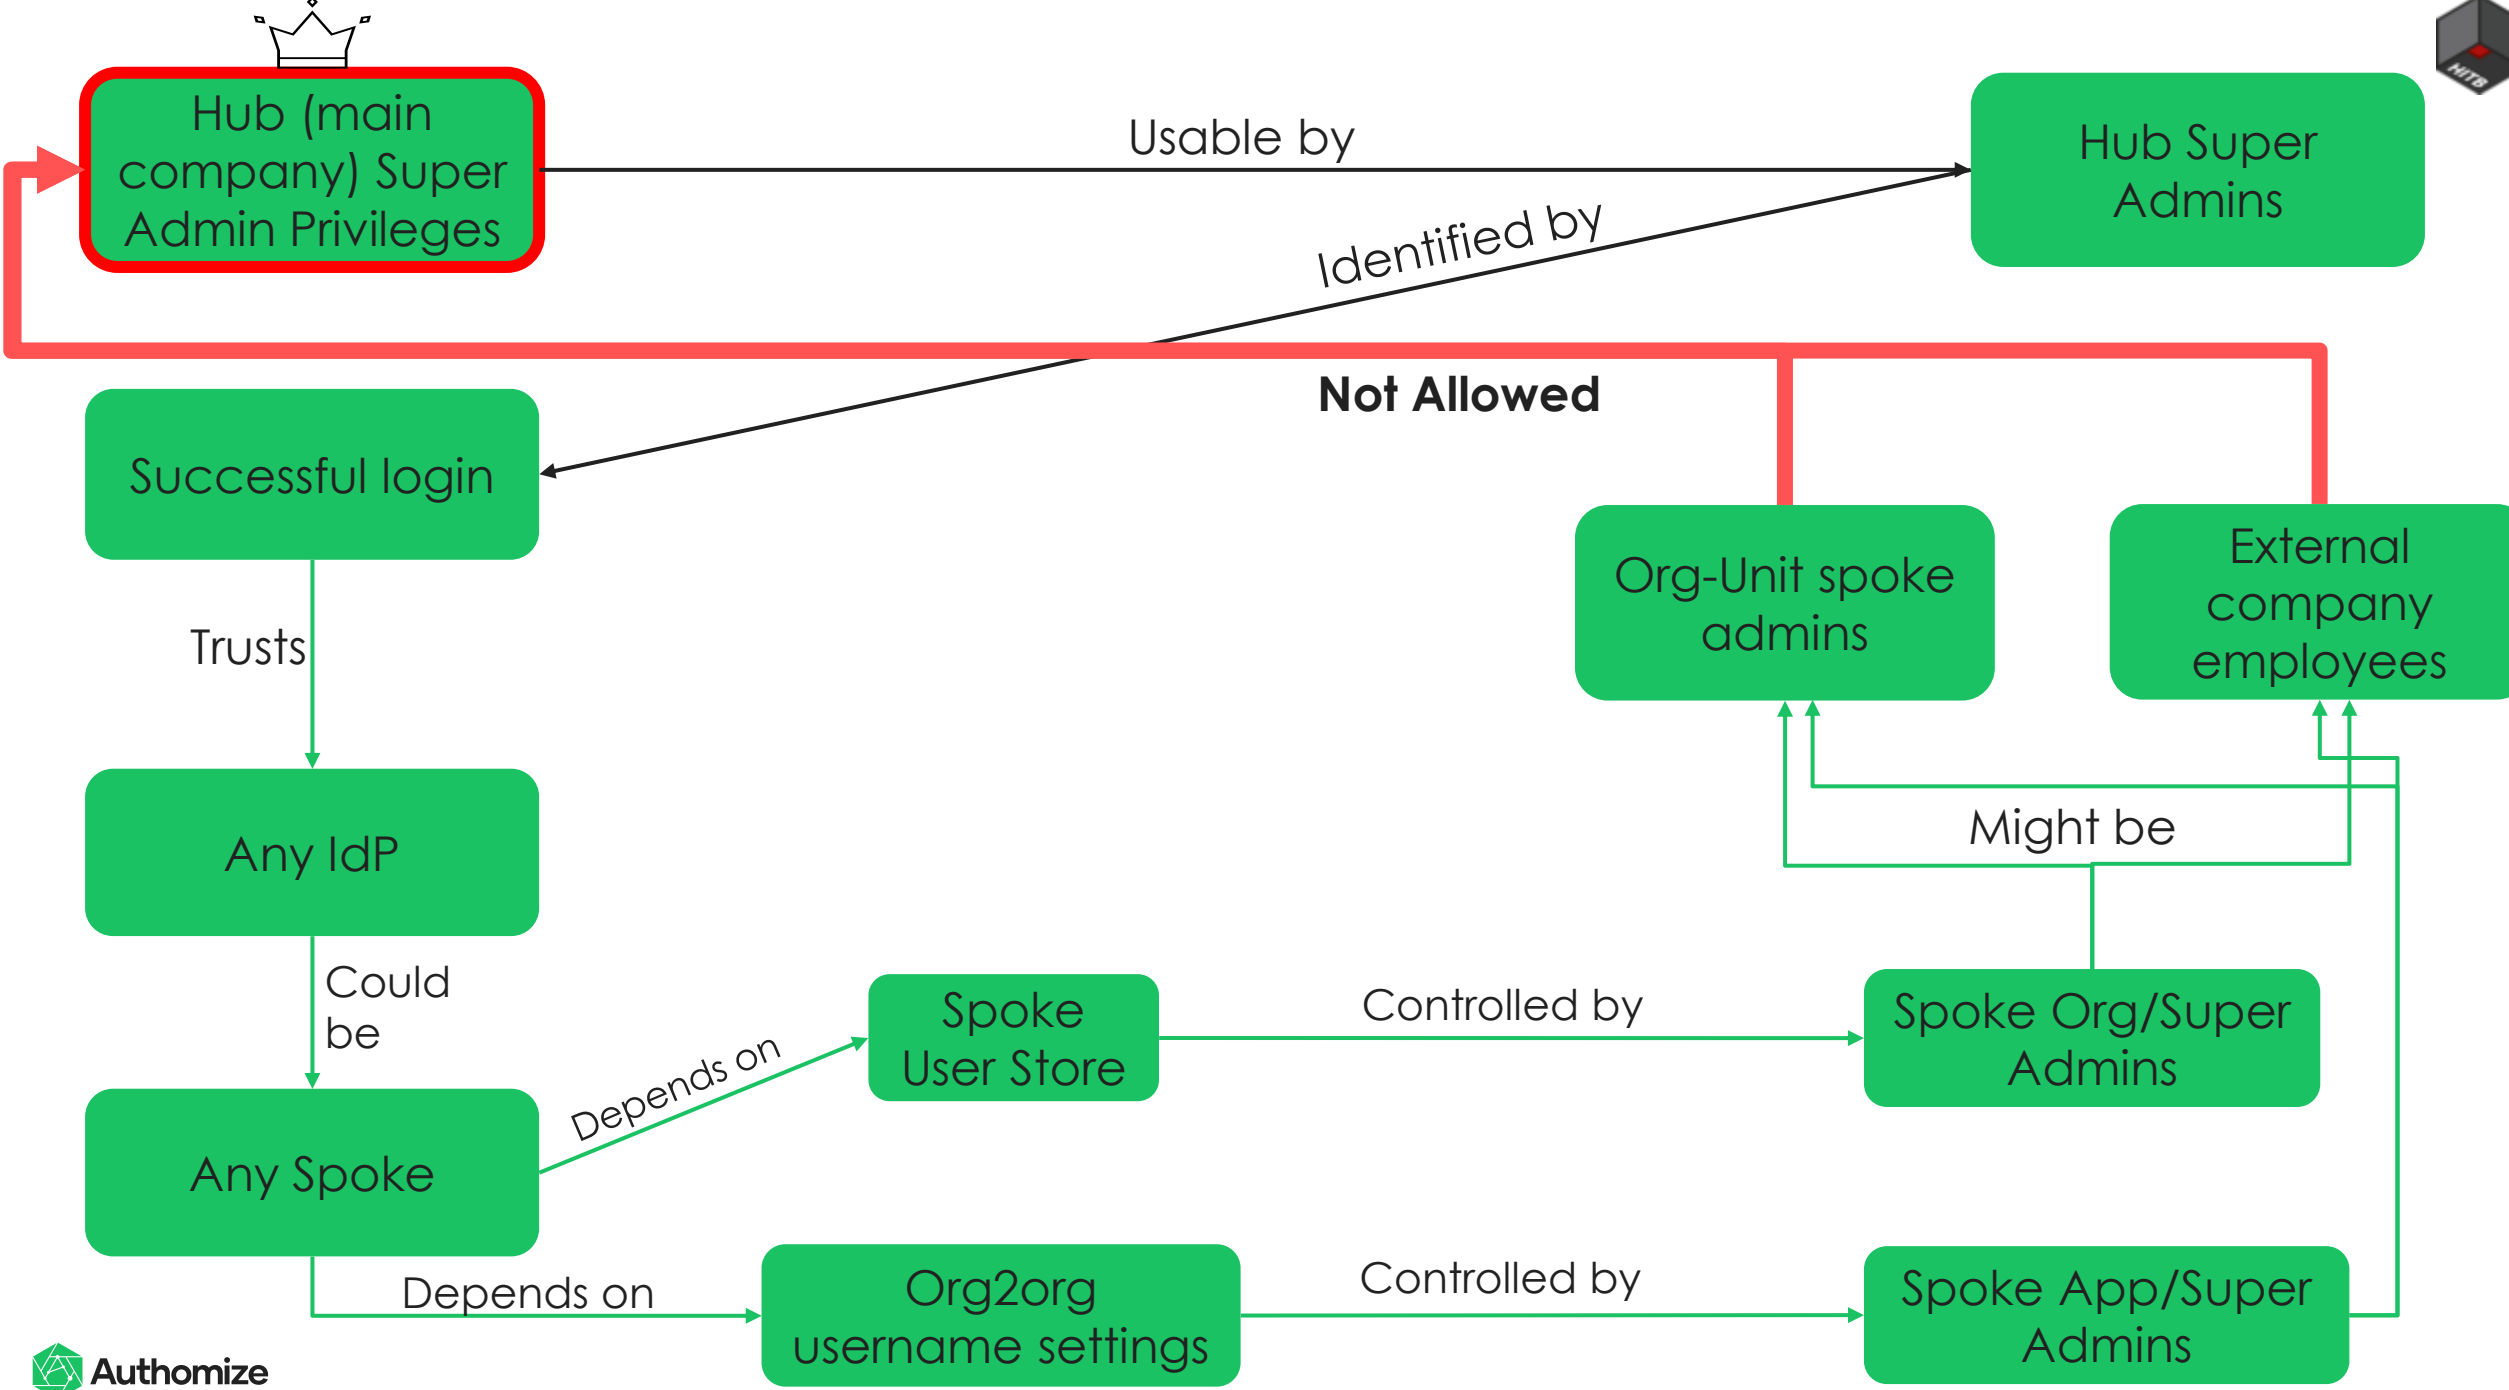 Hub (main
company) Super
Admin Privileges
Usable by
Hub Super
Admins
HITB
Identified by
Not Allowed
Successful login
Org-Unit spoke
admins
External
company
employees
Trusts
Might be
Any IdP
Could
be
Spoke
User Store
Controlled by
Spoke Org/Super
Admins
Depends on
Any Spoke
Depends on
Org2org
username settings
Controlled by
Spoke App/Super
Admins
Authomize